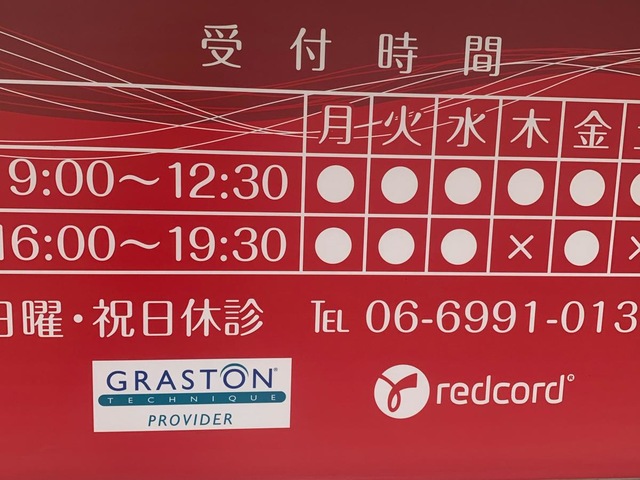 受付時間
月 火 水 木 金
9:00～12:30 ● ● ● ● ● ●
16:00～19:30 ● ● ● × ● ×
日曜・祝日休診 TEL 06-6991-013
GRASTON®
TECHNIQUE
PROVIDER
redcord®